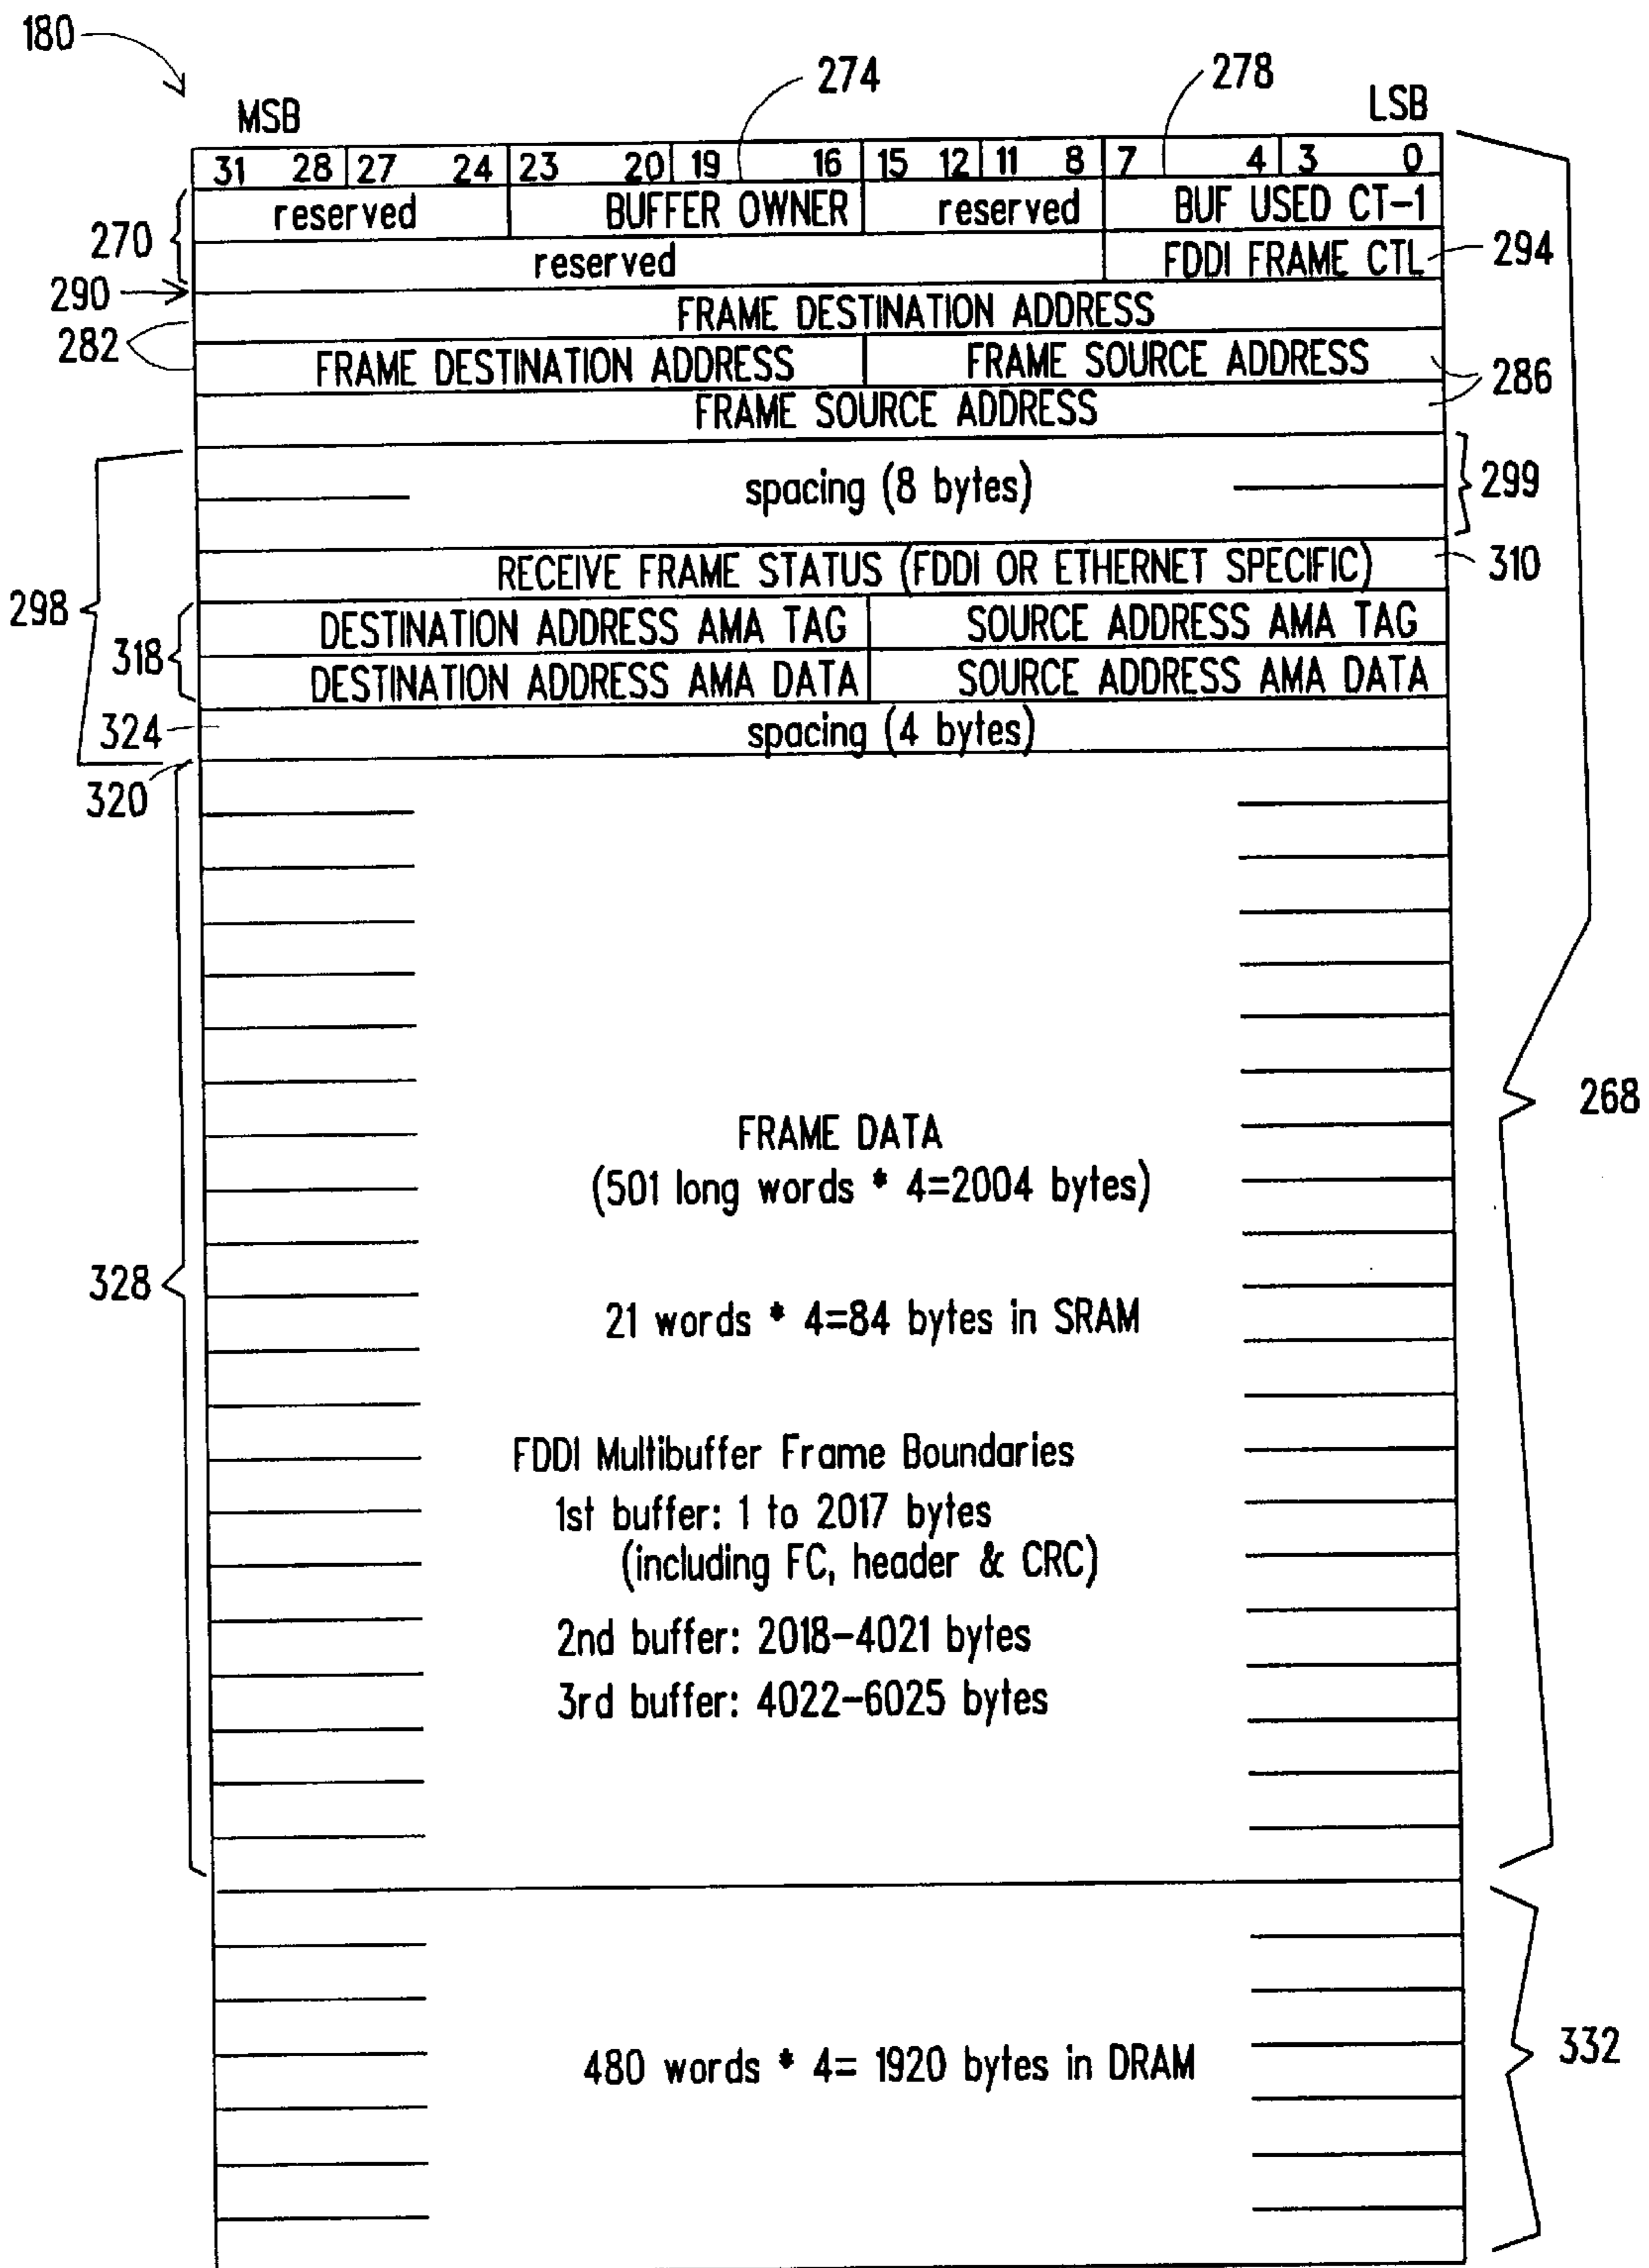 180
274
278
MSB
LSB
31 28 27 24 23 20 19 16 15 12 11 8 7 4 3 0
reserved BUFFER OWNER reserved BUF USED CT-1
270
reserved FDDI FRAME CTL
294
290
FRAME DESTINATION ADDRESS
282
FRAME DESTINATION ADDRESS FRAME SOURCE ADDRESS
286
FRAME SOURCE ADDRESS
spacing (8 bytes)
299
RECEIVE FRAME STATUS (FDDI OR ETHERNET SPECIFIC)
310
298
DESTINATION ADDRESS AMA TAG SOURCE ADDRESS AMA TAG
318
DESTINATION ADDRESS AMA DATA SOURCE ADDRESS AMA DATA
324
spacing (4 bytes)
320
268
FRAME DATA
(501 long words * 4=2004 bytes)
328
21 words * 4=84 bytes in SRAM
FDDI Multibuffer Frame Boundaries
1st buffer: 1 to 2017 bytes
(including FC, header & CRC)
2nd buffer: 2018-4021 bytes
3rd buffer: 4022-6025 bytes
480 words * 4= 1920 bytes in DRAM
332